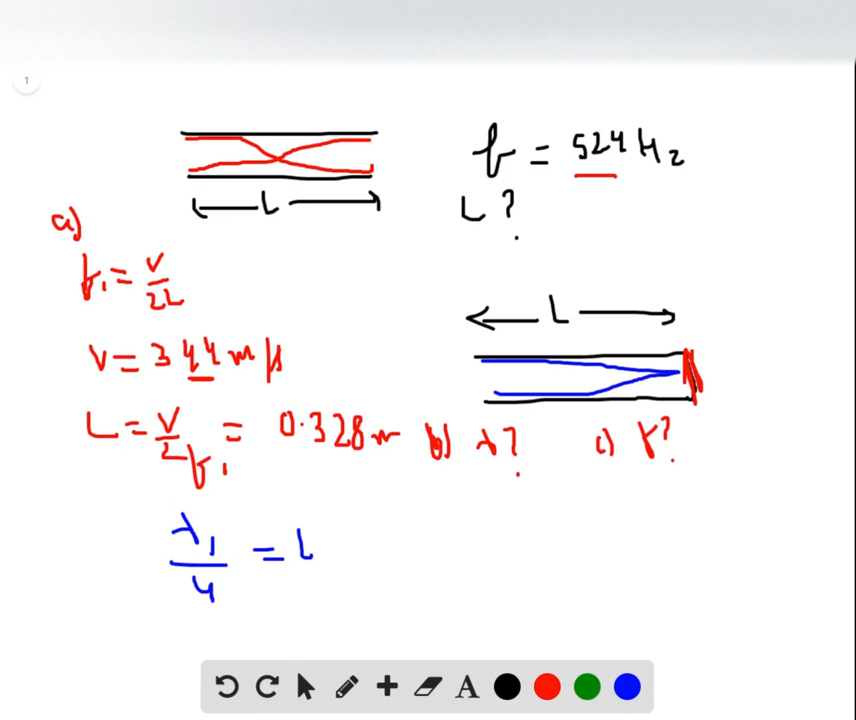 1
f = 524 Hz
L
L ?
a)
f₁ = v/2L
L
v = 344 m/s
L = v/2f₁ = 0.328 m
b) λ?
c) f?
λ₁/4 = L
A